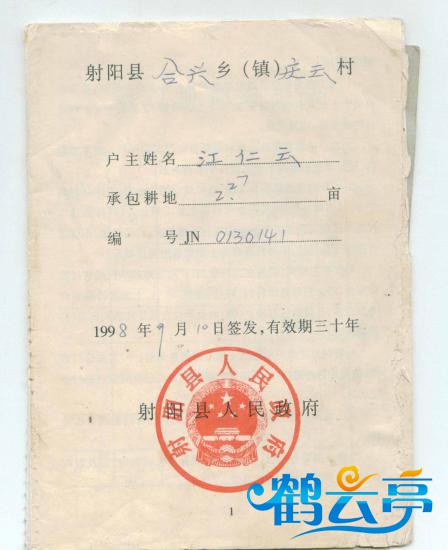 射阳县合兴乡(镇)庆云村
户主姓名 江仁云
承包耕地 2.27 亩
编 号 JN 0130141
1998年9月10日签发,有效期三十年
射阳县人民政府
射阳县人民政府
1
鹤云亭